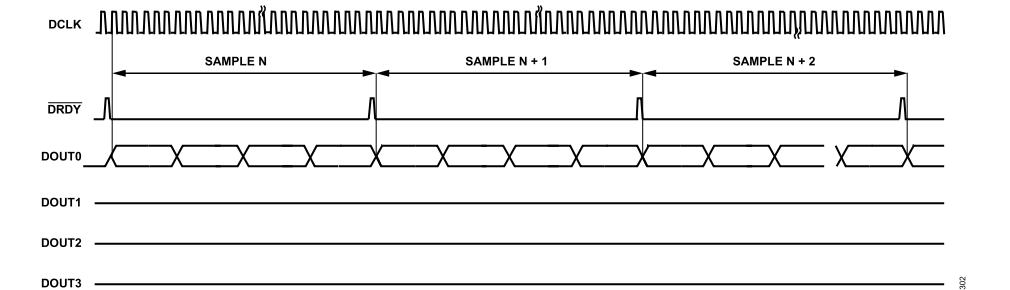 DCLK
SAMPLE N SAMPLE N + 1 SAMPLE N + 2
DRDY
DOUT0
DOUT1
DOUT2
DOUT3
302